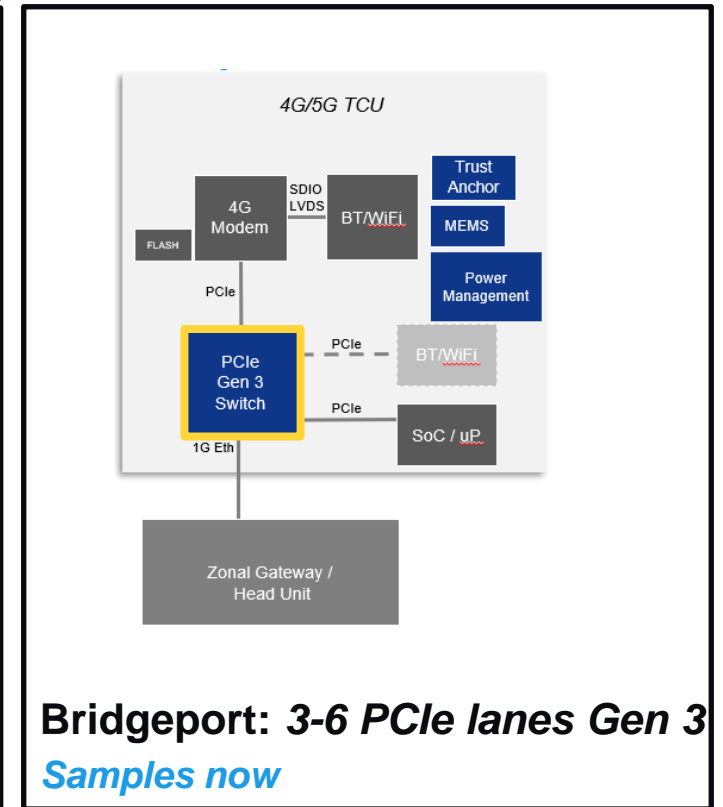 4G/5G TCU
Trust
Anchor
SDIO
LVDS
4G
Modem
BT/WiFi
MEMS
FLASH
Power
Management
PCIe
PCIe
PCIe
Gen 3
Switch
BT/WiFi
PCIe
SoC / uP
1G Eth
Zonal Gateway /
Head Unit
Bridgeport: 3-6 PCIe lanes Gen 3
Samples now